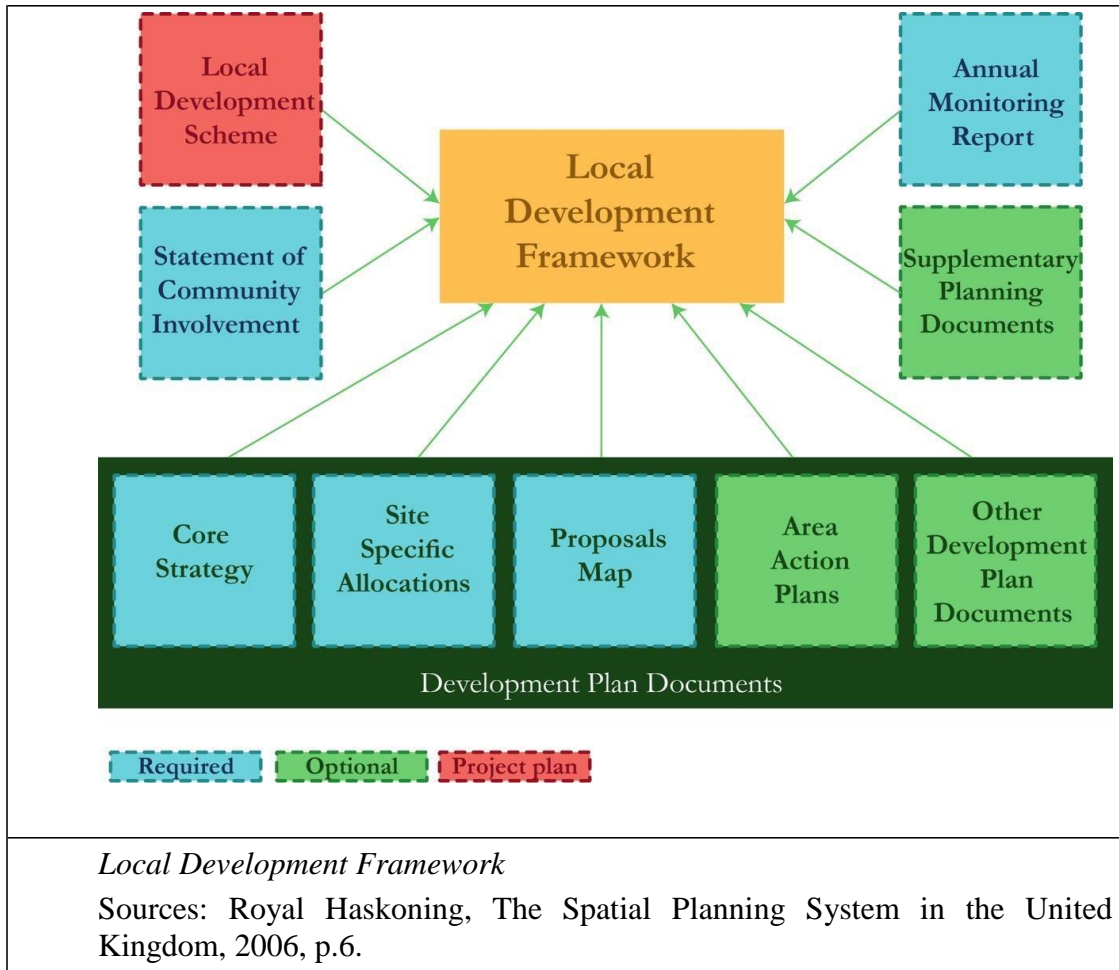 Local
Development
Scheme
Annual
Monitoring
Report
Local
Development
Framework
Statement of
Community
Involvement
Supplementary
Planning
Documents
Core
Strategy
Site
Specific
Allocations
Proposals
Map
Area
Action
Plans
Other
Development
Plan
Documents
Development Plan Documents
Required
Optional
Project plan
Local Development Framework
Sources: Royal Haskoning, The Spatial Planning System in the United
Kingdom, 2006, p.6.